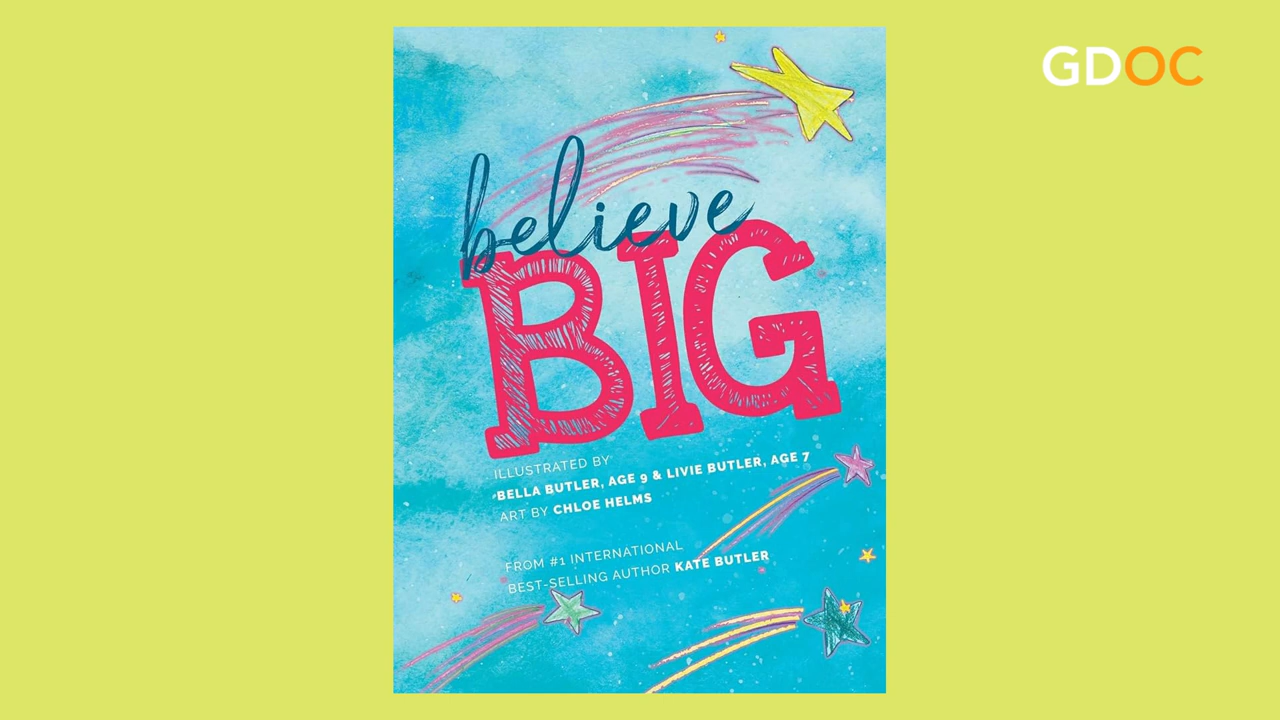 GDOC
believe
BIG
ILLUSTRATED BY
BELLA BUTLER, AGE 9 & LIVIE BUTLER, AGE 7
ART BY CHLOE HELMS
FROM #1 INTERNATIONAL
BEST-SELLING AUTHOR KATE BUTLER